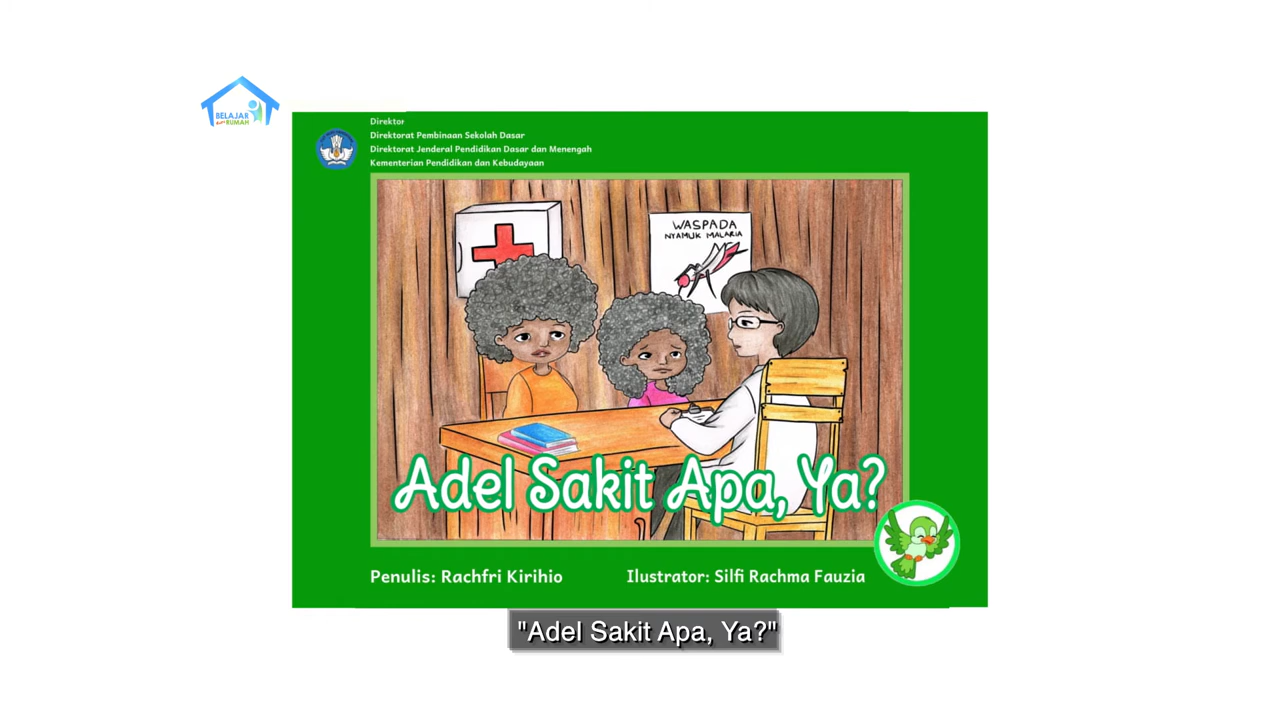 BELAJAR
dari RUMAH
Direktor
Direktorat Pembinaan Sekolah Dasar
Direktorat Jenderal Pendidikan Dasar dan Menengah
Kementerian Pendidikan dan Kebudayaan
WASPADA
NYAMUK MALARIA
Adel Sakit Apa, Ya?
Penulis: Rachfri Kirihio
Ilustrator: Silfi Rachma Fauzia
"Adel Sakit Apa, Ya?"